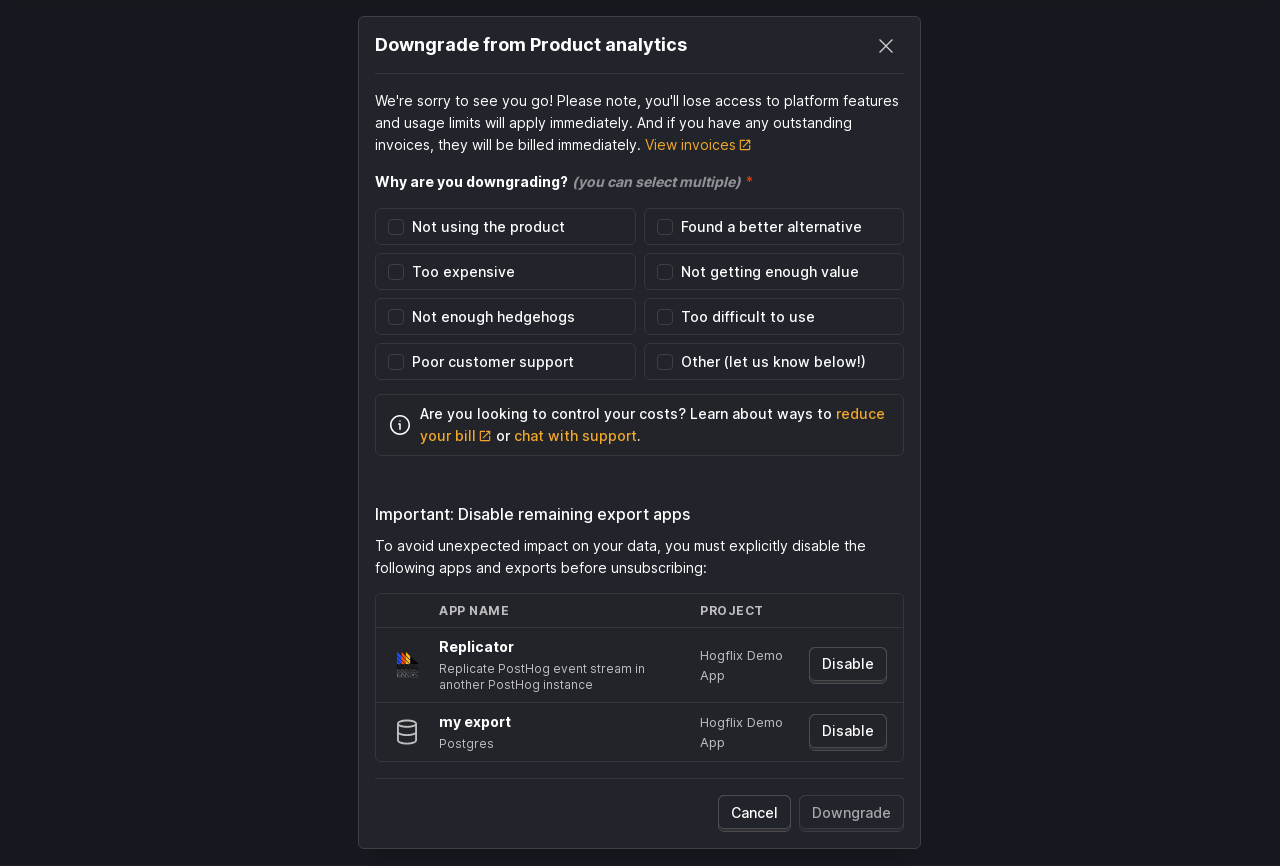 Downgrade from Product analytics
We're sorry to see you go! Please note, you'll lose access to platform features
and usage limits will apply immediately. And if you have any outstanding
invoices, they will be billed immediately. View invoices
Why are you downgrading? (you can select multiple) *
Not using the product
Found a better alternative
Too expensive
Not getting enough value
Not enough hedgehogs
Too difficult to use
Poor customer support
Other (let us know below!)
Are you looking to control your costs? Learn about ways to reduce
your bill or chat with support.
Important: Disable remaining export apps
To avoid unexpected impact on your data, you must explicitly disable the
following apps and exports before unsubscribing:
APP NAME PROJECT
Replicator
Replicate PostHog event stream in
another PostHog instance
Hogflix Demo
App
Disable
my export
Postgres
Hogflix Demo
App
Disable
Cancel Downgrade